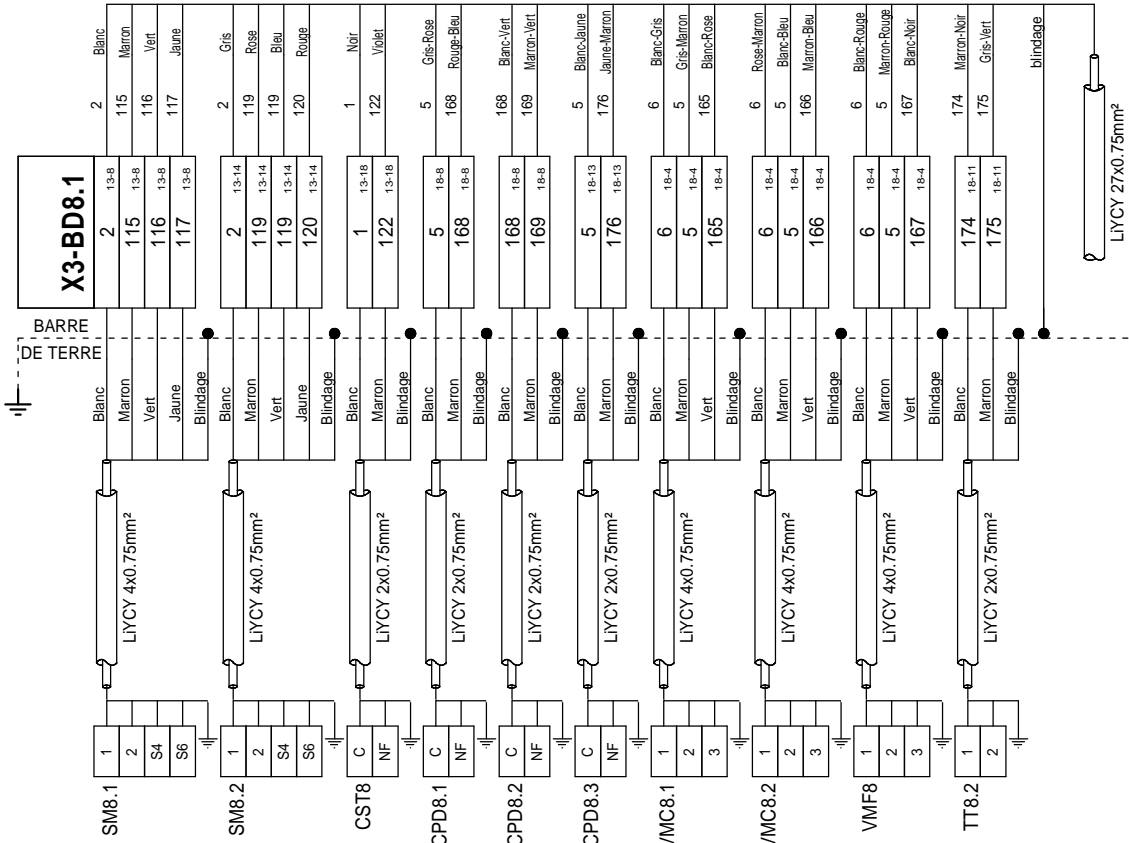 Blanc
Marron
Vert
Jaune
Gris
Rose
Bleu
Rouge
Noir
Violet
Gris-Rose
Rouge-Bleu
Blanc-Vert
Marron-Vert
Blanc-Jaune
Jaune-Marron
Blanc-Gris
Gris-Marron
Blanc-Rose
Rose-Marron
Blanc-Bleu
Marron-Bleu
Blanc-Rouge
Marron-Rouge
Blanc-Noir
Marron-Noir
Gris-Vert
blindage
2
115
116
117
2
119
119
120
1
122
5
168
168
169
5
176
6
5
165
6
5
166
6
5
167
174
175
LiYCY 27x0.75mm²
X3-BD8.1
13-8
13-8
13-8
13-8
13-14
13-14
13-14
13-14
13-18
13-18
18-8
18-8
18-8
18-8
18-13
18-13
18-4
18-4
18-4
18-4
18-4
18-4
18-4
18-4
18-4
18-11
18-11
2
115
116
117
2
119
119
120
1
122
5
168
168
169
5
176
6
5
165
6
5
166
6
5
167
174
175
BARRE
DE TERRE
Blanc
Marron
Vert
Jaune
Blindage
Blanc
Marron
Vert
Jaune
Blindage
Blanc
Marron
Blindage
Blanc
Marron
Blindage
Blanc
Marron
Blindage
Blanc
Marron
Blindage
Blanc
Marron
Vert
Blindage
Blanc
Marron
Vert
Blindage
Blanc
Marron
Vert
Blindage
Blanc
Marron
Blindage
LiYCY 4x0.75mm²
LiYCY 4x0.75mm²
LiYCY 2x0.75mm²
LiYCY 2x0.75mm²
LiYCY 2x0.75mm²
LiYCY 2x0.75mm²
LiYCY 4x0.75mm²
LiYCY 4x0.75mm²
LiYCY 4x0.75mm²
LiYCY 2x0.75mm²
1
2
S4
S6
1
2
S4
S6
C
NF
C
NF
C
NF
C
NF
1
2
3
1
2
3
1
2
3
1
2
SM8.1
SM8.2
CST8
CPD8.1
CPD8.2
CPD8.3
VMC8.1
VMC8.2
VMF8
TT8.2